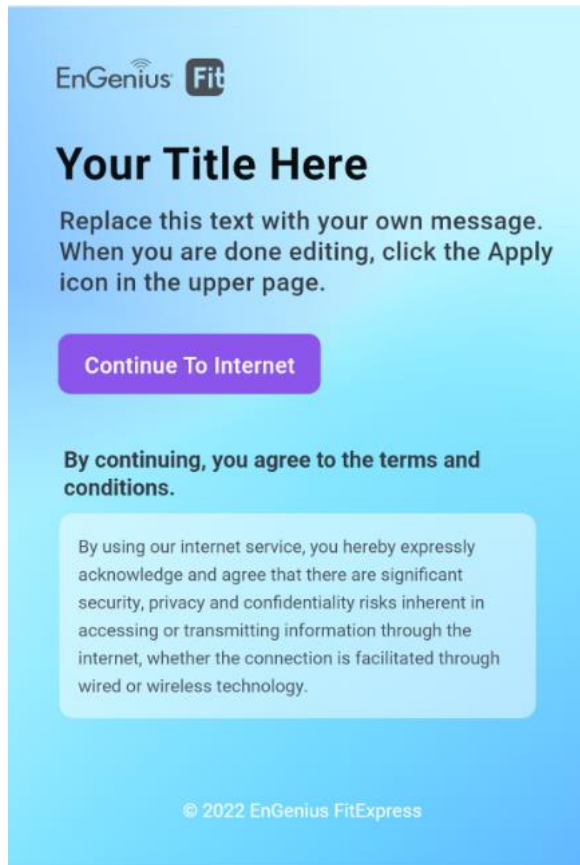 EnGenius Fit
Your Title Here
Replace this text with your own message.
When you are done editing, click the Apply
icon in the upper page.
Continue To Internet
By continuing, you agree to the terms and
conditions.
By using our internet service, you hereby expressly
acknowledge and agree that there are significant
security, privacy and confidentiality risks inherent in
accessing or transmitting information through the
internet, whether the connection is facilitated through
wired or wireless technology.
© 2022 EnGenius FitExpress